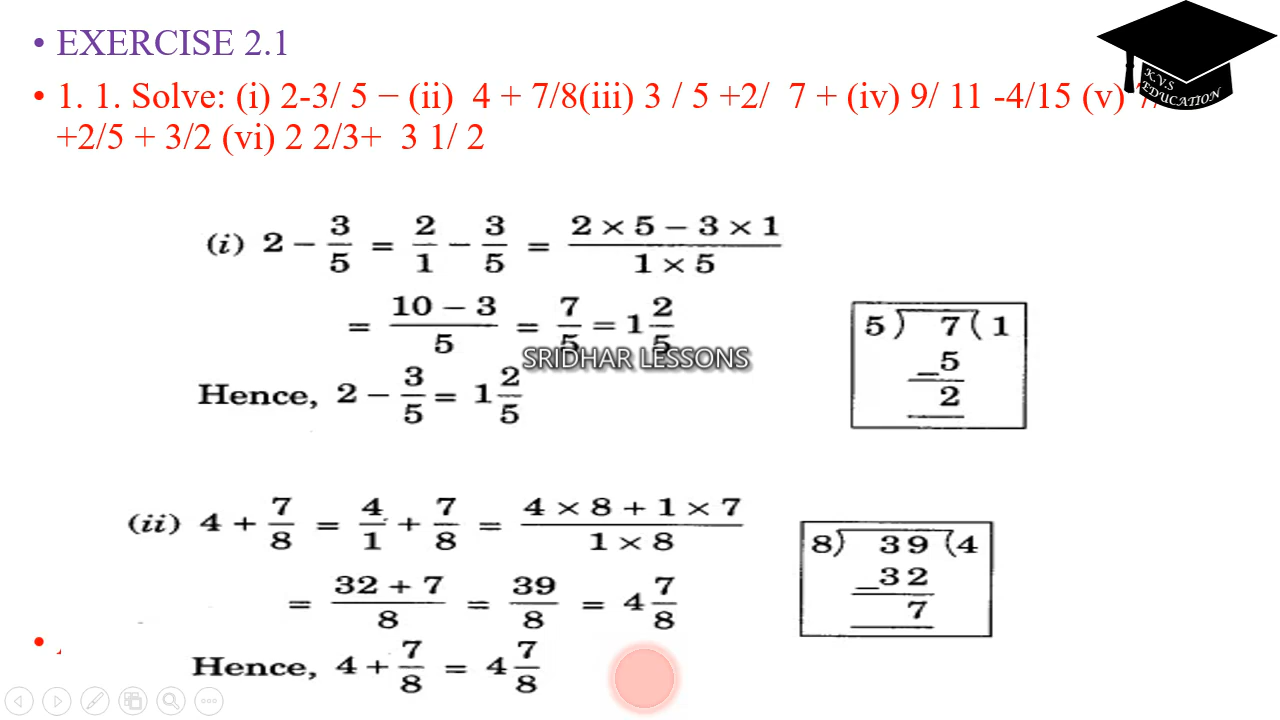 • EXERCISE 2.1
• 1. 1. Solve: (i) 2-3/ 5 − (ii) 4 + 7/8(iii) 3 / 5 +2/ 7 + (iv) 9/ 11 -4/15 (v)
+2/5 + 3/2 (vi) 2 2/3+ 3 1/ 2
K.V.S
EDUCATION
(i) 2 − 3/5 = 2/1 − 3/5 = (2 × 5 − 3 × 1)/(1 × 5)
= (10 − 3)/5 = 7/5 = 1 2/5
SRIDHAR LESSONS
Hence, 2 − 3/5 = 1 2/5
5) 7 (1
−5
2
(ii) 4 + 7/8 = 4/1 + 7/8 = (4 × 8 + 1 × 7)/(1 × 8)
= (32 + 7)/8 = 39/8 = 4 7/8
Hence, 4 + 7/8 = 4 7/8
8) 39 (4
−32
7